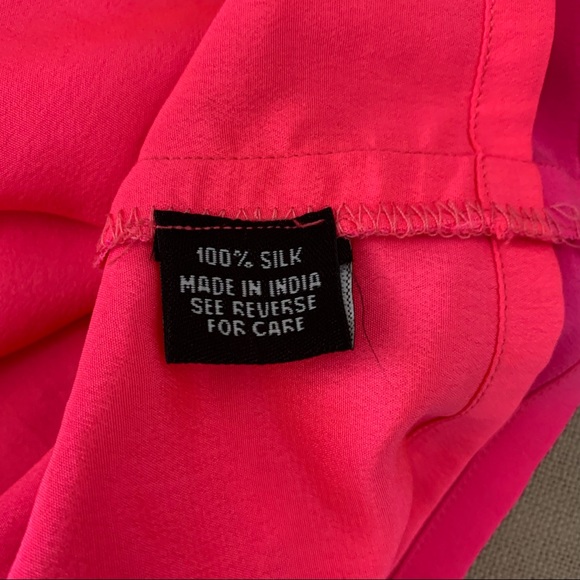 100% SILK
MADE IN INDIA
SEE REVERSE
FOR CARE